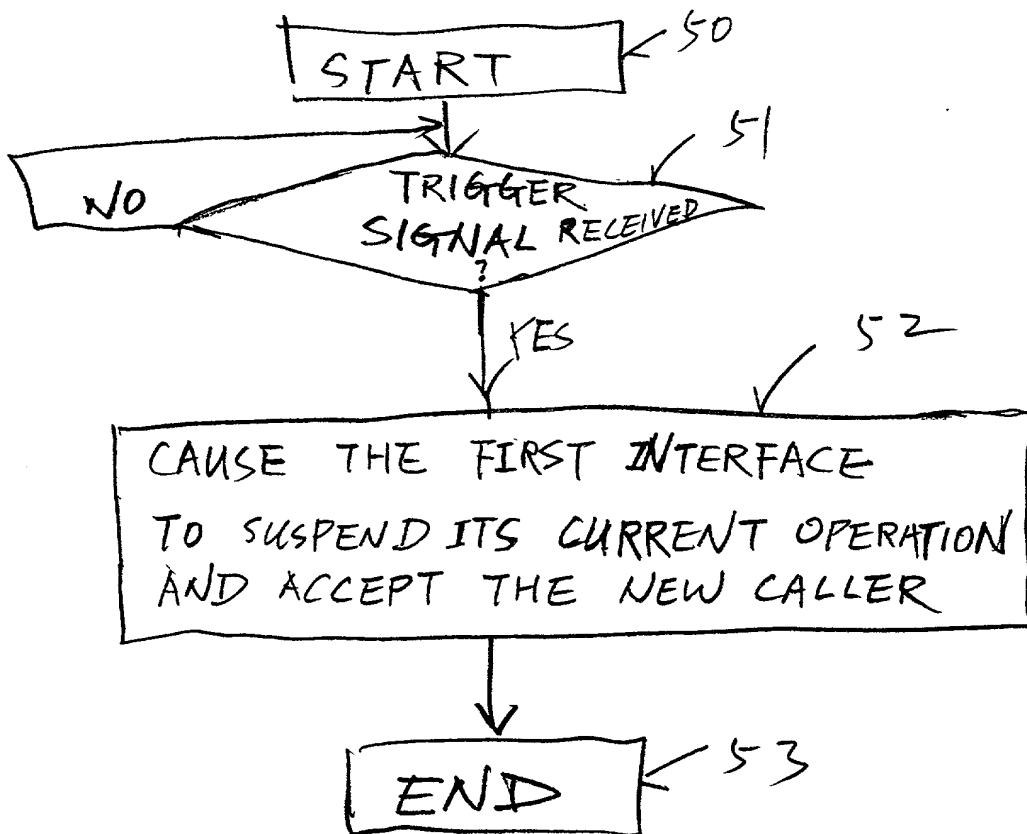 START
50
51
NO
TRIGGER
SIGNAL RECEIVED
?
YES
52
CAUSE THE FIRST INTERFACE
TO SUSPEND ITS CURRENT OPERATION
AND ACCEPT THE NEW CALLER
END
53